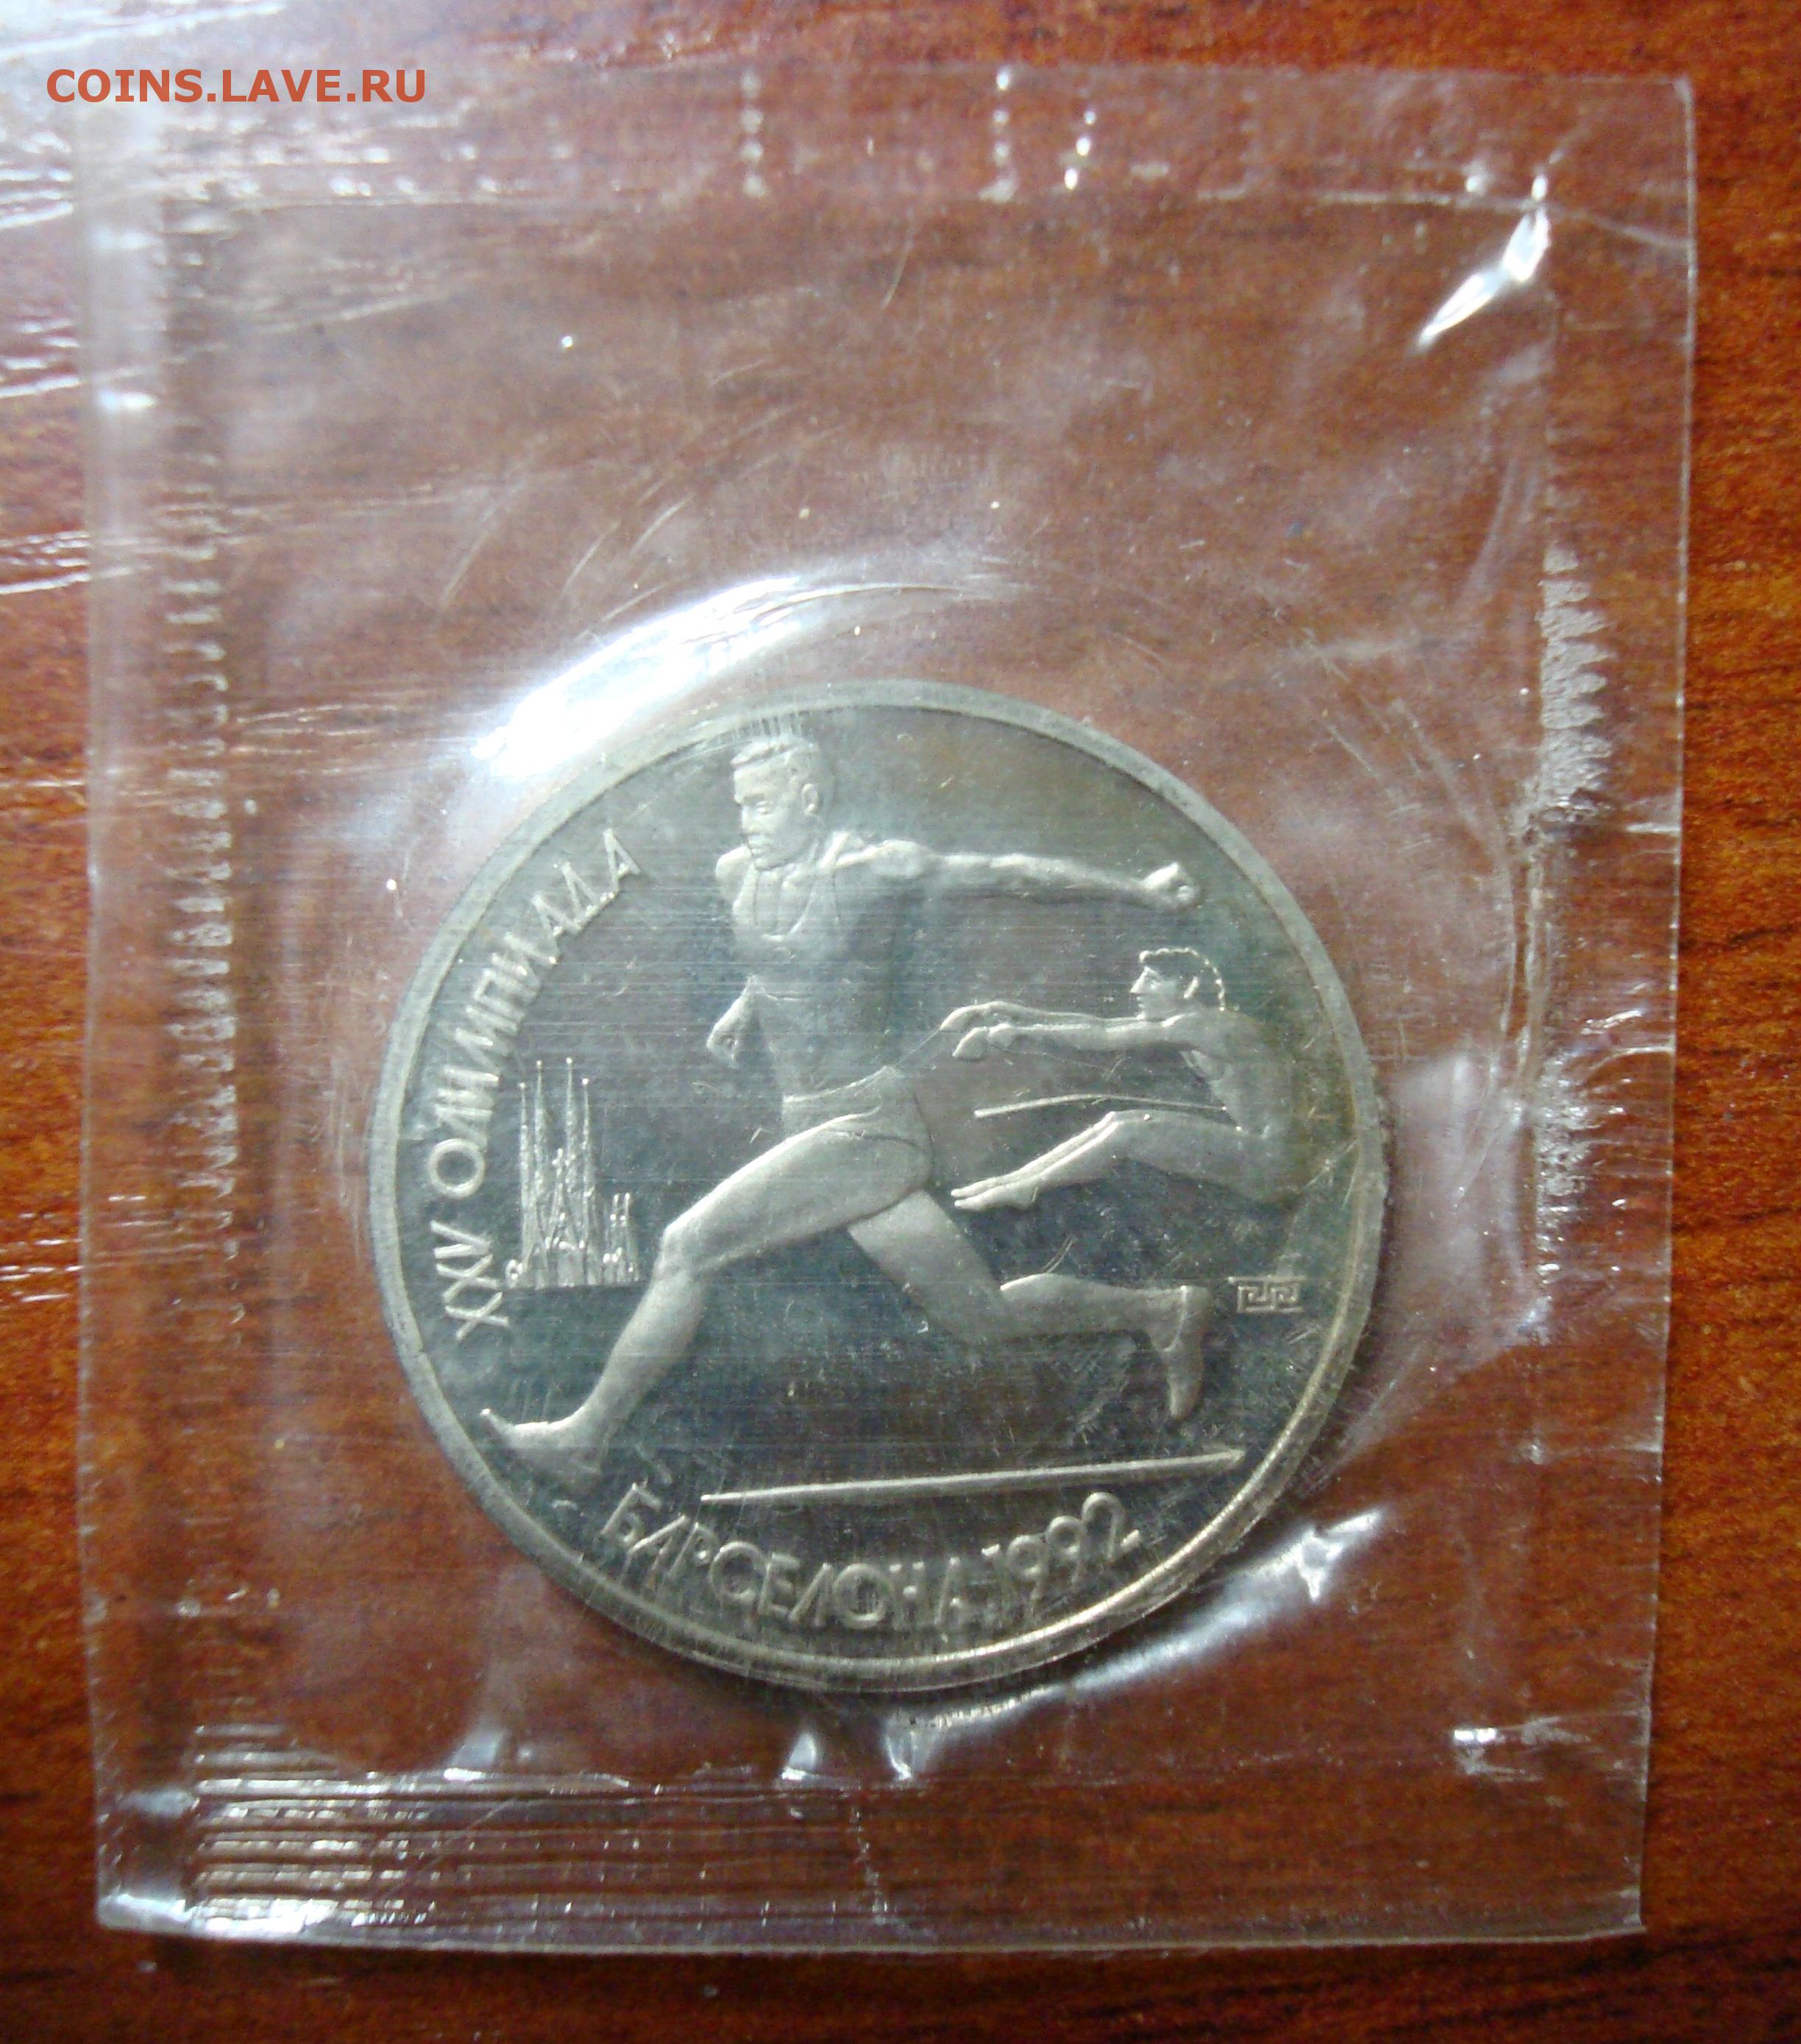 COINS.LAVE.RU
XXV ОЛИМПИАДА
БАРСЕЛОНА·1992